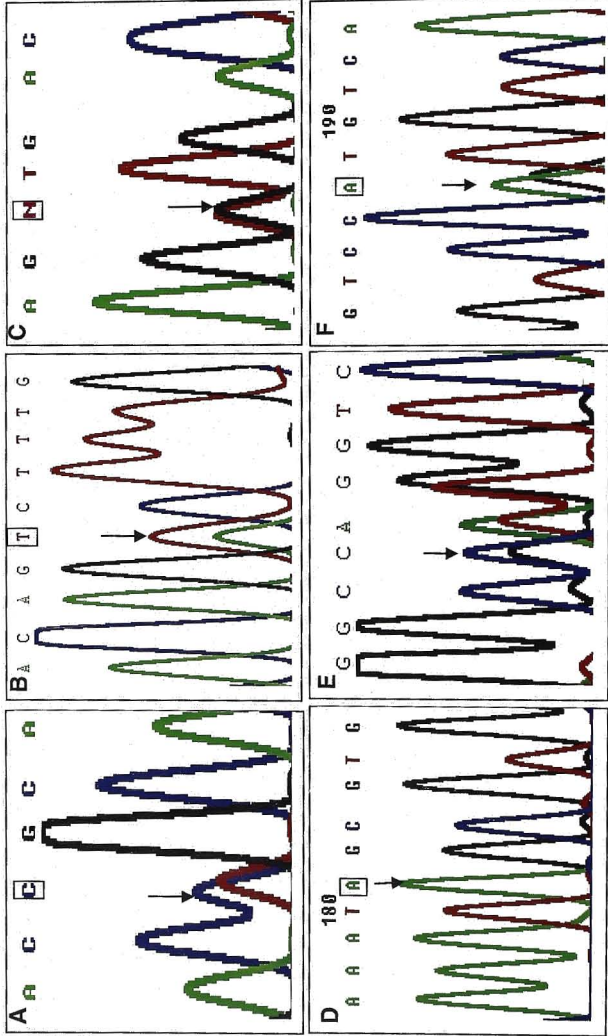 A
A C C G C A
B
A C A G T C T T T G
C
A G N T G A C
D
180
A A A T A G C G T G
E
G G C C A G G T C
F
190
G T C C A T G T C A